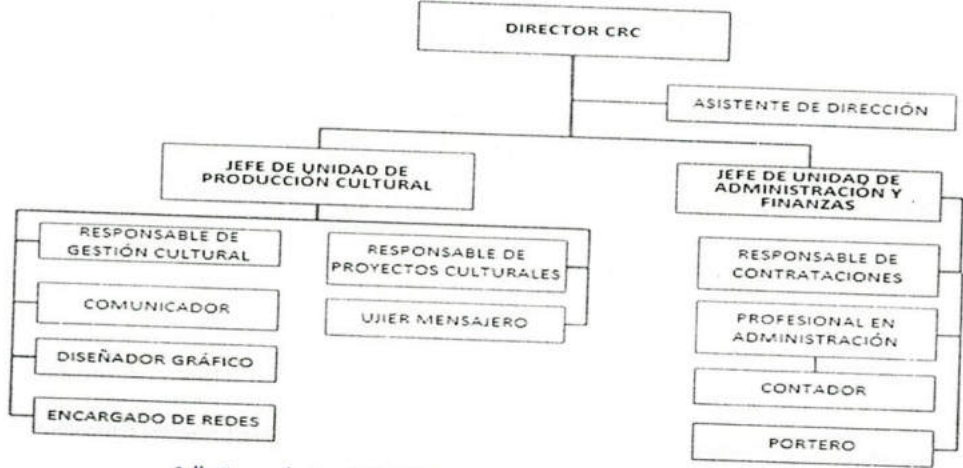 DIRECTOR CRC
ASISTENTE DE DIRECCIÓN
JEFE DE UNIDAD DE
PRODUCCIÓN CULTURAL
JEFE DE UNIDAD DE
ADMINISTRACIÓN Y
FINANZAS
RESPONSABLE DE
GESTIÓN CULTURAL
COMUNICADOR
DISEÑADOR GRÁFICO
ENCARGADO DE REDES
RESPONSABLE DE
PROYECTOS CULTURALES
UJIER MENSAJERO
RESPONSABLE DE
CONTRATACIONES
PROFESIONAL EN
ADMINISTRACIÓN
CONTADOR
PORTERO